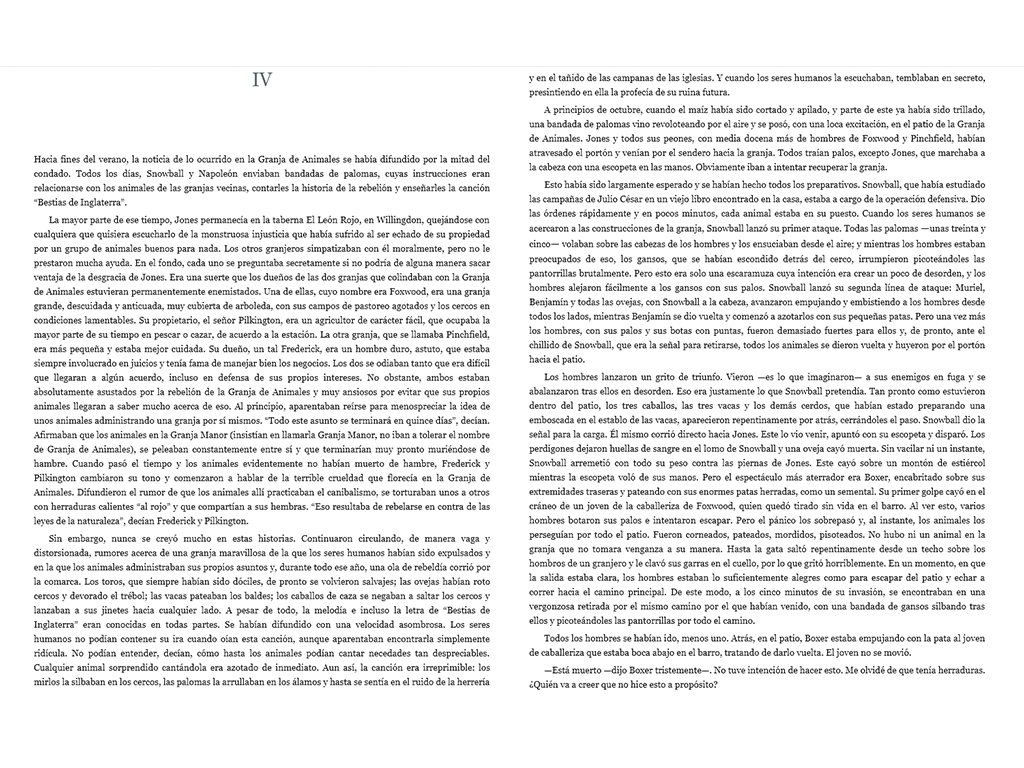 IV
Hacia fines del verano, la noticia de lo ocurrido en la Granja de Animales se había difundido por la mitad del
condado. Todos los días, Snowball y Napoleón enviaban bandadas de palomas, cuyas instrucciones eran
relacionarse con los animales de las granjas vecinas, contarles la historia de la rebelión y enseñarles la canción
“Bestias de Inglaterra”.
La mayor parte de ese tiempo, Jones permanecía en la taberna El León Rojo, en Willingdon, quejándose con
cualquiera que quisiera escucharlo de la monstruosa injusticia que había sufrido al ser echado de su propiedad
por un grupo de animales buenos para nada. Los otros granjeros simpatizaban con él moralmente, pero no le
prestaron mucha ayuda. En el fondo, cada uno se preguntaba secretamente si no podría de alguna manera sacar
ventaja de la desgracia de Jones. Era una suerte que los dueños de las dos granjas que colindaban con la Granja
de Animales estuvieran permanentemente enemistados. Una de ellas, cuyo nombre era Foxwood, era una granja
grande, descuidada y anticuada, muy cubierta de arboleda, con sus campos de pastoreo agotados y los cercos en
condiciones lamentables. Su propietario, el señor Pilkington, era un agricultor de carácter fácil, que ocupaba la
mayor parte de su tiempo en pescar o cazar, de acuerdo a la estación. La otra granja, que se llamaba Pinchfield,
era más pequeña y estaba mejor cuidada. Su dueño, un tal Frederick, era un hombre duro, astuto, que estaba
siempre involucrado en juicios y tenía fama de manejar bien los negocios. Los dos se odiaban tanto que era difícil
que llegaran a algún acuerdo, incluso en defensa de sus propios intereses. No obstante, ambos estaban
absolutamente asustados por la rebelión de la Granja de Animales y muy ansiosos por evitar que sus propios
animales llegaran a saber mucho acerca de eso. Al principio, aparentaban reírse para menospreciar la idea de
unos animales administrando una granja por sí mismos. “Todo este asunto se terminará en quince días”, decían.
Afirmaban que los animales en la Granja Manor (insistían en llamarla Granja Manor, no iban a tolerar el nombre
de Granja de Animales), se peleaban constantemente entre sí y que terminarían muy pronto muriéndose de
hambre. Cuando pasó el tiempo y los animales evidentemente no habían muerto de hambre, Frederick y
Pilkington cambiaron su tono y comenzaron a hablar de la terrible crueldad que florecía en la Granja de
Animales. Difundieron el rumor de que los animales allí practicaban el canibalismo, se torturaban unos a otros
con herraduras calientes “al rojo” y que compartían a sus hembras. “Eso resultaba de rebelarse en contra de las
leyes de la naturaleza”, decían Frederick y Pilkington.
Sin embargo, nunca se creyó mucho en estas historias. Continuaron circulando, de manera vaga y
distorsionada, rumores acerca de una granja maravillosa de la que los seres humanos habían sido expulsados y
en la que los animales administraban sus propios asuntos y, durante todo ese año, una ola de rebeldía corrió por
la comarca. Los toros, que siempre habían sido dóciles, de pronto se volvieron salvajes; las ovejas habían roto
cercos y devorado el trébol; las vacas pateaban los baldes; los caballos de caza se negaban a saltar los cercos y
lanzaban a sus jinetes hacia cualquier lado. A pesar de todo, la melodía e incluso la letra de “Bestias de
Inglaterra” eran conocidas en todas partes. Se habían difundido con una velocidad asombrosa. Los seres
humanos no podían contener su ira cuando oían esta canción, aunque aparentaban encontrarla simplemente
ridícula. No podían entender, decían, cómo hasta los animales podían cantar necedades tan despreciables.
Cualquier animal sorprendido cantándola era azotado de inmediato. Aun así, la canción era irreprimible: los
mirlos la silbaban en los cercos, las palomas la arrullaban en los álamos y hasta se sentía en el ruido de la herrería
y en el tañido de las campanas de las iglesias. Y cuando los seres humanos la escuchaban, temblaban en secreto,
presintiendo en ella la profecía de su ruina futura.
A principios de octubre, cuando el maíz había sido cortado y apilado, y parte de este ya había sido trillado,
una bandada de palomas vino revoloteando por el aire y se posó, con una loca excitación, en el patio de la Granja
de Animales. Jones y todos sus peones, con media docena más de hombres de Foxwood y Pinchfield, habían
atravesado el portón y venían por el sendero hacia la granja. Todos traían palos, excepto Jones, que marchaba a
la cabeza con una escopeta en las manos. Obviamente iban a intentar recuperar la granja.
Esto había sido largamente esperado y se habían hecho todos los preparativos. Snowball, que había estudiado
las campañas de Julio César en un viejo libro encontrado en la casa, estaba a cargo de la operación defensiva. Dio
las órdenes rápidamente y en pocos minutos, cada animal estaba en su puesto. Cuando los seres humanos se
acercaron a las construcciones de la granja, Snowball lanzó su primer ataque. Todas las palomas —unas treinta y
cinco— volaban sobre las cabezas de los hombres y los ensuciaban desde el aire; y mientras los hombres estaban
preocupados de eso, los gansos, que se habían escondido detrás del cerco, irrumpieron picoteándoles las
pantorrillas brutalmente. Pero esto era solo una escaramuza cuya intención era crear un poco de desorden, y los
hombres alejaron fácilmente a los gansos con sus palos. Snowball lanzó su segunda línea de ataque: Muriel,
Benjamín y todas las ovejas, con Snowball a la cabeza, avanzaron empujando y embistiendo a los hombres desde
todos los lados, mientras Benjamín se dio vuelta y comenzó a azotarlos con sus pequeñas patas. Pero una vez más
los hombres, con sus palos y sus botas con puntas, fueron demasiado fuertes para ellos y, de pronto, ante el
chillido de Snowball, que era la señal para retirarse, todos los animales se dieron vuelta y huyeron por el portón
hacia el patio.
Los hombres lanzaron un grito de triunfo. Vieron —es lo que imaginaron— a sus enemigos en fuga y se
abalanzaron tras ellos en desorden. Eso era justamente lo que Snowball pretendía. Tan pronto como estuvieron
dentro del patio, los tres caballos, las tres vacas y los demás cerdos, que habían estado preparando una
emboscada en el establo de las vacas, aparecieron repentinamente por atrás, cerrándoles el paso. Snowball dio la
señal para la carga. Él mismo corrió directo hacia Jones. Este lo vio venir, apuntó con su escopeta y disparó. Los
perdigones dejaron huellas de sangre en el lomo de Snowball y una oveja cayó muerta. Sin vacilar ni un instante,
Snowball arremetió con todo su peso contra las piernas de Jones. Este cayó sobre un montón de estiércol
mientras la escopeta voló de sus manos. Pero el espectáculo más aterrador era Boxer, encabritado sobre sus
extremidades traseras y pateando con sus enormes patas herradas, como un semental. Su primer golpe cayó en el
cráneo de un joven de la caballeriza de Foxwood, quien quedó tirado sin vida en el barro. Al ver esto, varios
hombres botaron sus palos e intentaron escapar. Pero el pánico los sobrepasó y, al instante, los animales los
perseguían por todo el patio. Fueron corneados, pateados, mordidos, pisoteados. No hubo ni un animal en la
granja que no tomara venganza a su manera. Hasta la gata saltó repentinamente desde un techo sobre los
hombros de un granjero y le clavó sus garras en el cuello, por lo que gritó horriblemente. En un momento, en que
la salida estaba clara, los hombres estaban lo suficientemente alegres como para escapar del patio y echar a
correr hacia el camino principal. De este modo, a los cinco minutos de su invasión, se encontraban en una
vergonzosa retirada por el mismo camino por el que habían venido, con una bandada de gansos silbando tras
ellos y picoteándoles las pantorrillas por todo el camino.
Todos los hombres se habían ido, menos uno. Atrás, en el patio, Boxer estaba empujando con la pata al joven
de caballeriza que estaba boca abajo en el barro, tratando de darlo vuelta. El joven no se movió.
—Está muerto —dijo Boxer tristemente—. No tuve intención de hacer esto. Me olvidé de que tenía herraduras.
¿Quién va a creer que no hice esto a propósito?